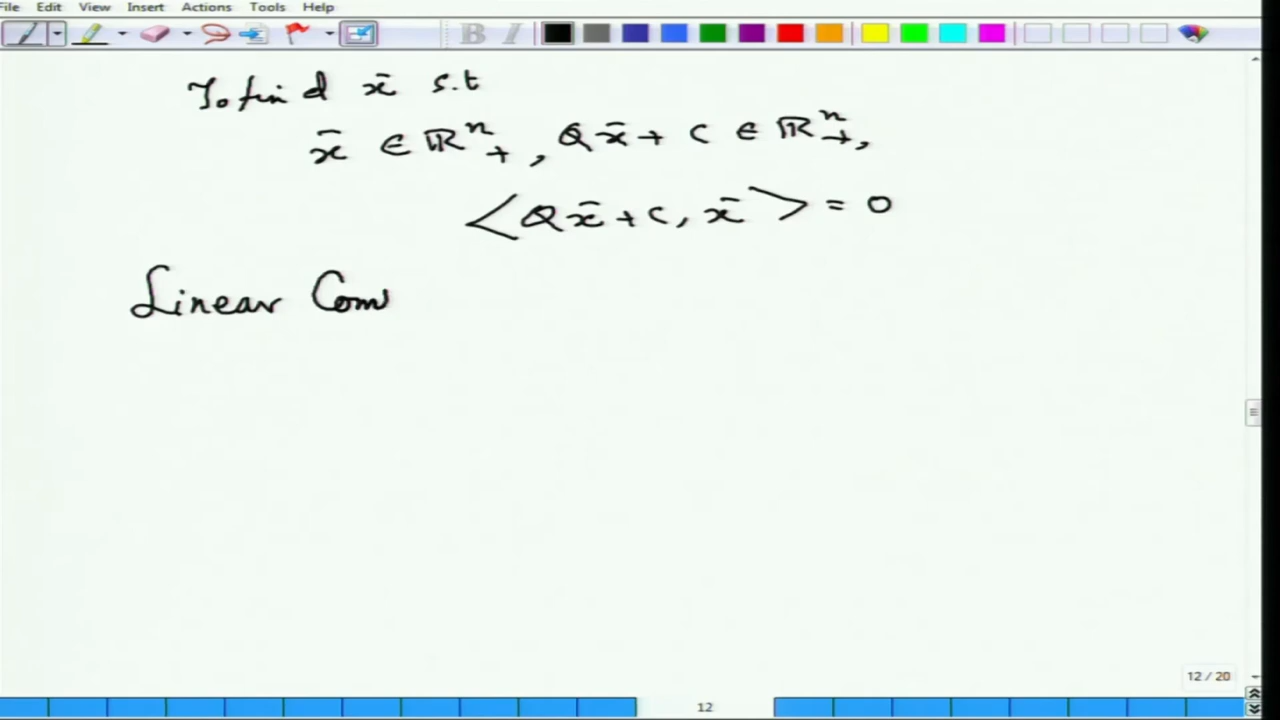 File Edit View Insert Actions Tools Help
To find x̄ s.t
x̄ ∈ ℝⁿ₊, Qx̄ + c ∈ ℝⁿ₊,
<Qx̄ + c, x̄> = 0
Linear Com
12 / 20
12